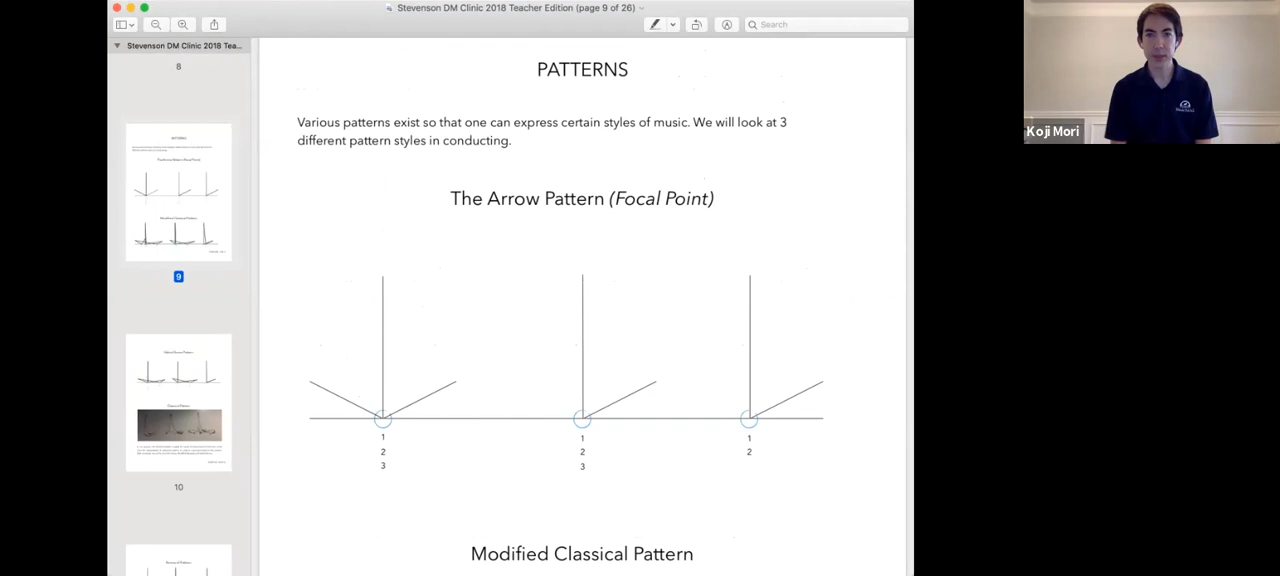 Stevenson DM Clinic 2018 Teacher Edition (page 9 of 26)
Search
Stevenson DM Clinic 2018 Tea...
8
9
10
PATTERNS
Various patterns exist so that one can express certain styles of music. We will look at 3
different pattern styles in conducting.
The Arrow Pattern (Focal Point)
1 1 1
2 2 2
3 3
Modified Classical Pattern
Koji Mori